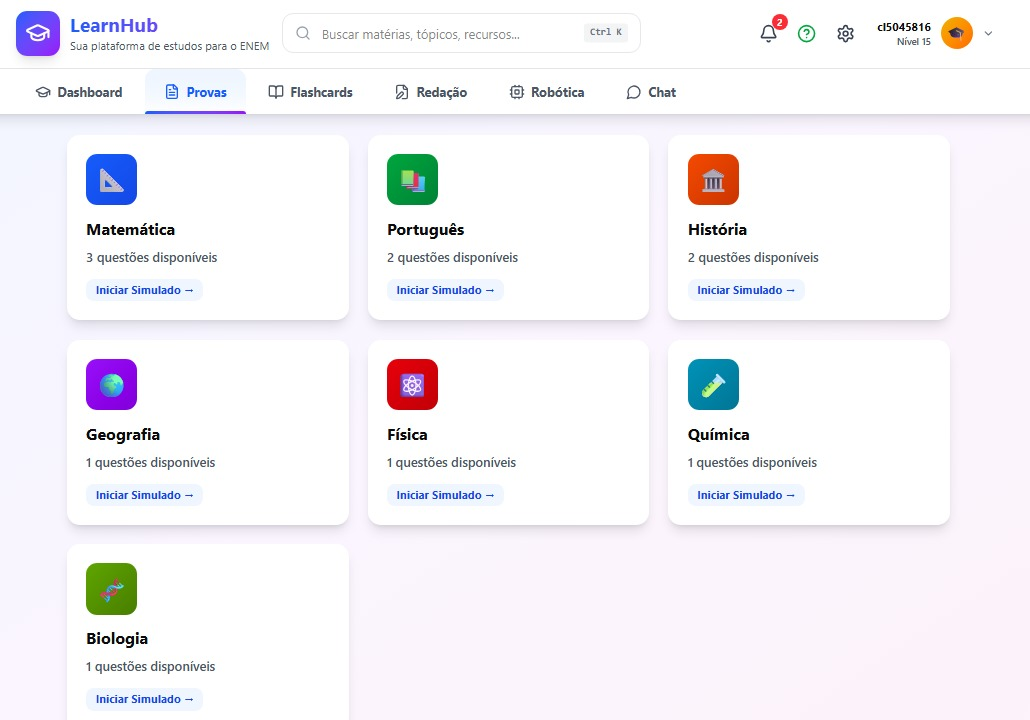 LearnHub
Sua plataforma de estudos para o ENEM
Buscar matérias, tópicos, recursos...
Ctrl K
2
cl5045816
Nível 15
Dashboard
Provas
Flashcards
Redação
Robótica
Chat
Matemática
3 questões disponíveis
Iniciar Simulado →
Português
2 questões disponíveis
Iniciar Simulado →
História
2 questões disponíveis
Iniciar Simulado →
Geografia
1 questões disponíveis
Iniciar Simulado →
Física
1 questões disponíveis
Iniciar Simulado →
Química
1 questões disponíveis
Iniciar Simulado →
Biologia
1 questões disponíveis
Iniciar Simulado →